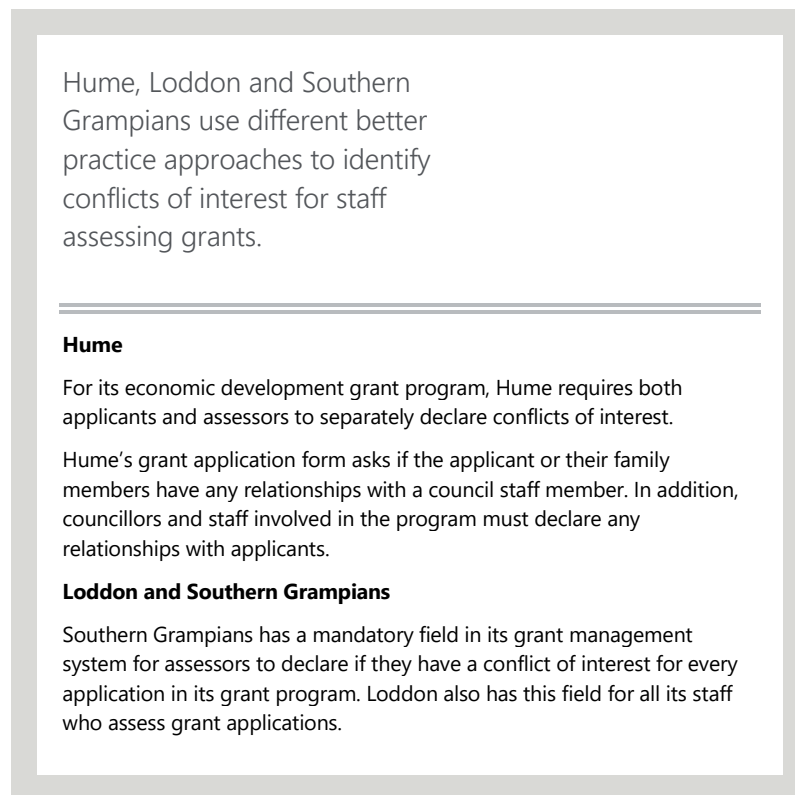 Hume, Loddon and Southern
Grampians use different better
practice approaches to identify
conflicts of interest for staff
assessing grants.
Hume
For its economic development grant program, Hume requires both
applicants and assessors to separately declare conflicts of interest.
Hume’s grant application form asks if the applicant or their family
members have any relationships with a council staff member. In addition,
councillors and staff involved in the program must declare any
relationships with applicants.
Loddon and Southern Grampians
Southern Grampians has a mandatory field in its grant management
system for assessors to declare if they have a conflict of interest for every
application in its grant program. Loddon also has this field for all its staff
who assess grant applications.